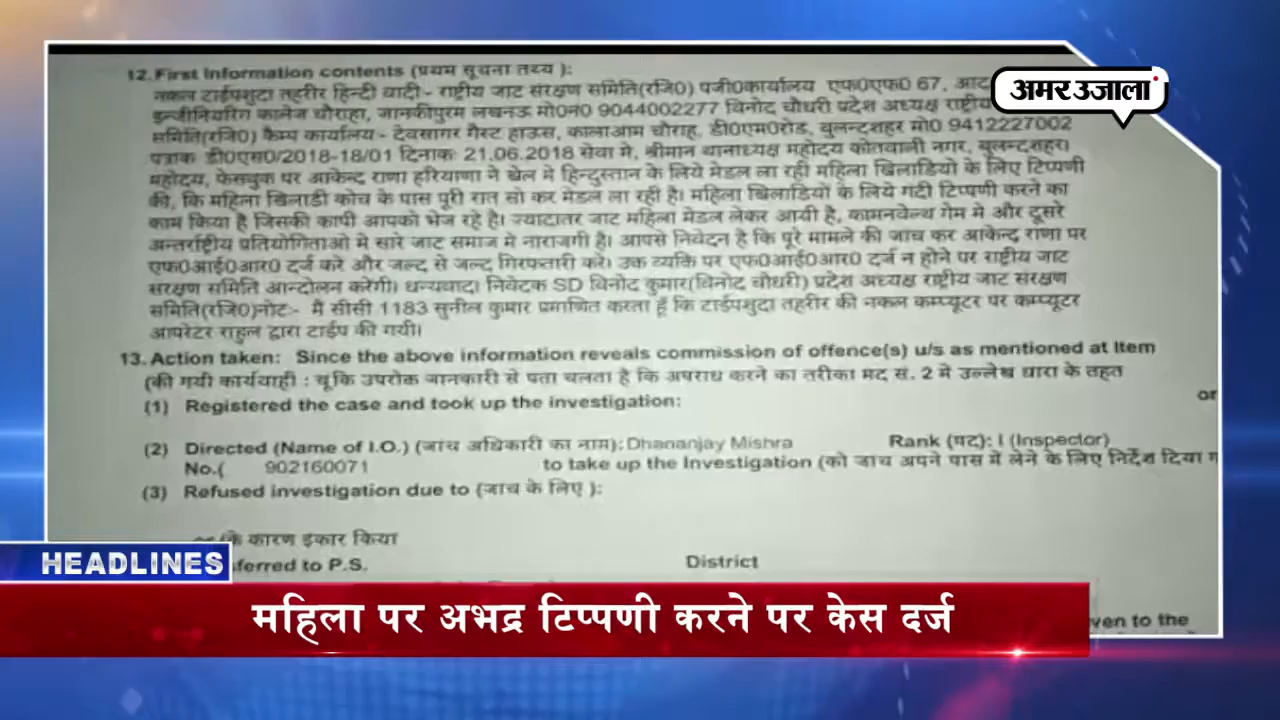 अमर उजाला
12. First Information contents (प्रथम सूचना तथ्य ):
नकल टाईपशुदा तहरीर हिन्दी वादी - राष्ट्रीय जाट संरक्षण समिति(रजि0) पंजी0कार्यालय एफ0एफ0 67,
इन्जीनियरिंग कालेज चौराहा, जानकीपुरम लखनऊ मो0न0 9044002277 विनोद चौधरी प्रदेश अध्यक्ष राष्ट्रीय
समिति(रजि0) कैम्प कार्यालय - देवसागर गैस्ट हाउस, कालाआम चौराह, डी0एम0रोड, बुलन्दशहर मो0 9412227002
पत्राक डी0एस0/2018-18/01 दिनाकः 21.06.2018 सेवा मे, श्रीमान थानाध्यक्ष महोदय कोतवाली नगर, बुलन्दशहर।
महोदय, फेसबुक पर आकेन्द राणा हरियाणा ने खेल मे हिन्दुस्तान के लिये मेडल ला रही महिला खिलाडियो के लिए टिप्पणी
की, कि महिला खिलाडी कोच के पास पूरी रात सो कर मेडल ला रही है। महिला खिलाडियो के लिये गंदी टिप्पणी करने का
काम किया है जिसकी कापी आपको भेज रहे है। ज्यादातर जाट महिला मेडल लेकर आयी है, कामनवेल्थ गेम मे और दूसरे
अन्तर्राष्ट्रीय प्रतियोगिताओ मे सारे जाट समाज मे नाराजगी है। आपसे निवेदन है कि पूरे मामले की जाच कर आकेन्द राणा पर
एफ0आई0आर0 दर्ज करे और जल्द से जल्द गिरफ्तारी करे। उक्त व्यक्ति पर एफ0आई0आर0 दर्ज न होने पर राष्ट्रीय जाट
संरक्षण समिति आन्दोलन करेगी। धन्यवाद। निवेदक SD विनोद कुमार(विनोद चौधरी) प्रदेश अध्यक्ष राष्ट्रीय जाट संरक्षण
समिति(रजि0)नोटः- मैं सीसी 1183 सुनील कुमार प्रमाणित करता हूँ कि टाईपशुदा तहरीर की नकल कम्प्यूटर पर कम्प्यूटर
आपरेटर राहुल द्वारा टाईप की गयी।
13. Action taken: Since the above information reveals commission of offence(s) u/s as mentioned at Item
(की गयी कार्यवाही : चूंकि उपरोक्त जानकारी से पता चलता है कि अपराध करने का तरीका मद सं. 2 मे उल्लेख धारा के तहत
(1) Registered the case and took up the investigation: or
(2) Directed (Name of I.O.) (जांच अधिकारी का नाम): Dhananjay Mishra Rank (पद): I (Inspector)
No.( 902160071 to take up the Investigation (को जांच अपने पास में लेने के लिए निर्देश दिया ग
(3) Refused investigation due to (जांच के लिए ):
के कारण इंकार किया
ferred to P.S. District
ven to the
HEADLINES
महिला पर अभद्र टिप्पणी करने पर केस दर्ज